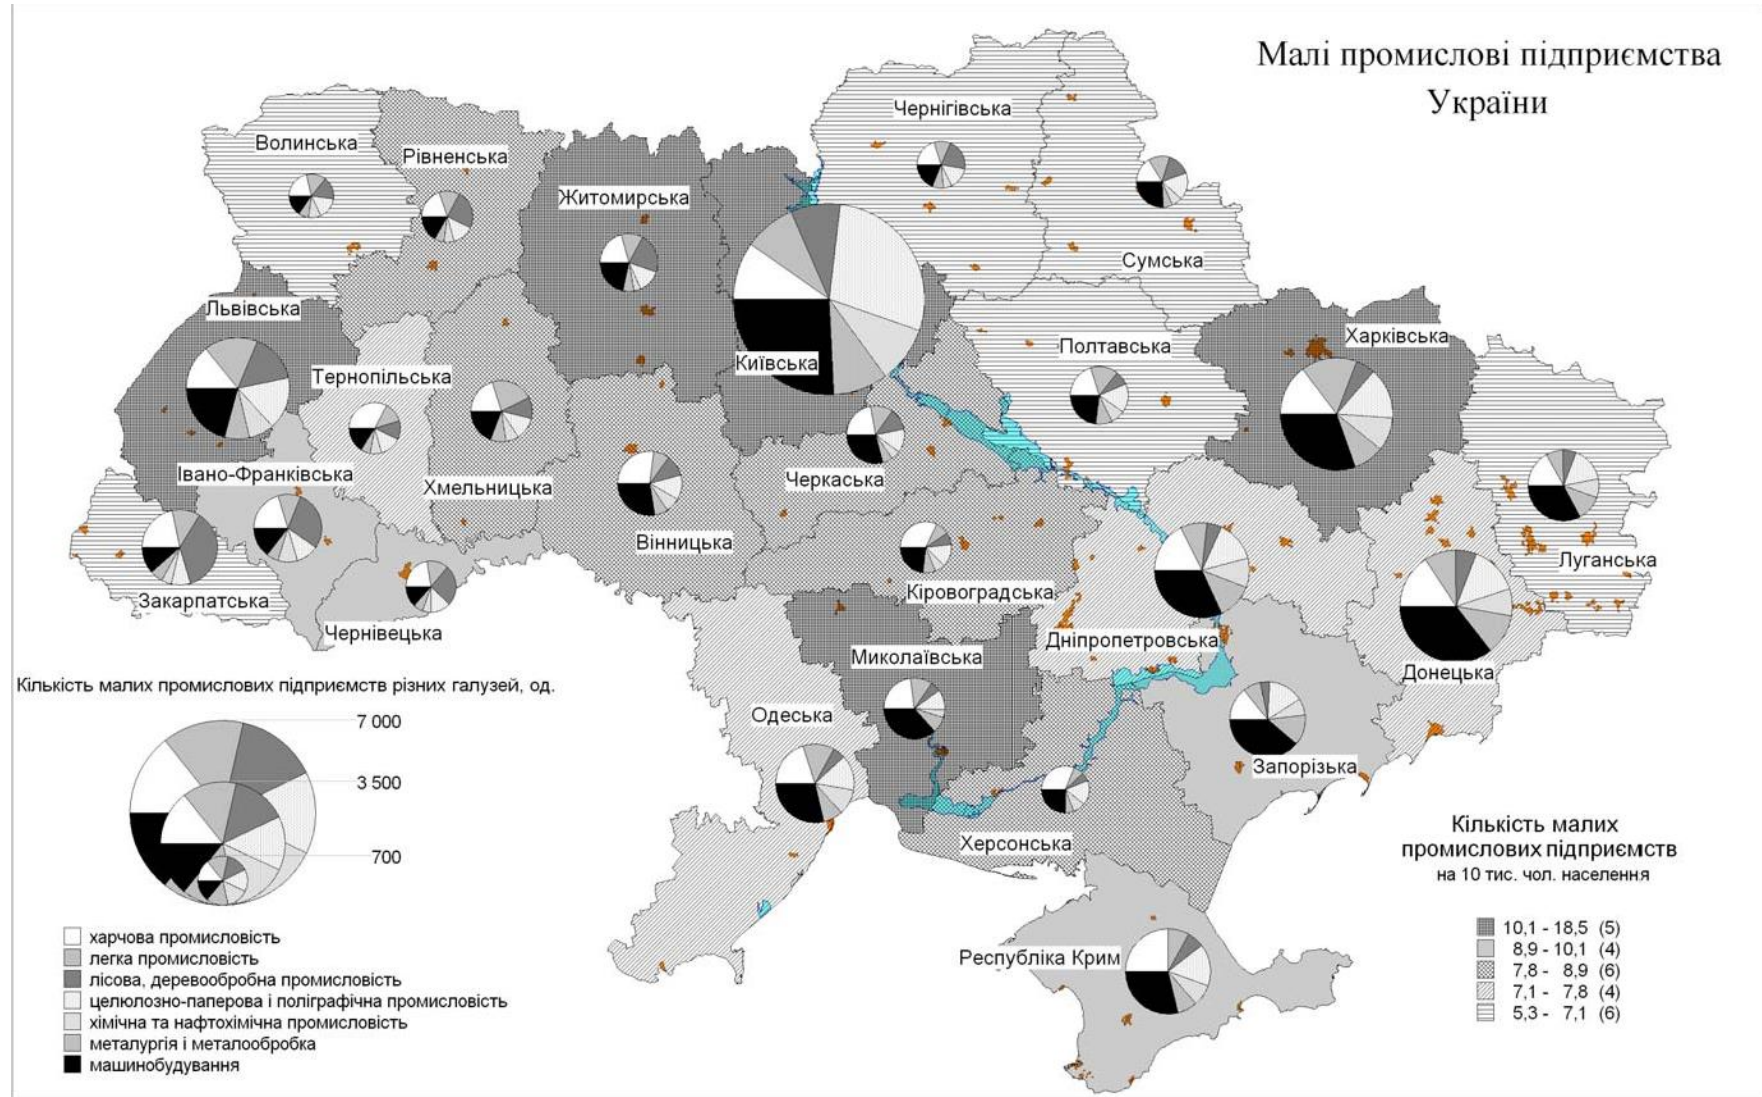 Малі промислові підприємства
України
Чернігівська
Волинська
Рівненська
Житомирська
Сумська
Львівська
Харківська
Полтавська
Київська
Тернопільська
Івано-Франківська
Хмельницька
Черкаська
Вінницька
Луганська
Кіровоградська
Закарпатська
Чернівецька
Дніпропетровська
Миколаївська
Донецька
Одеська
Запорізька
Херсонська
Республіка Крим
Кількість малих промислових підприємств різних галузей, од.
7 000
3 500
700
харчова промисловість
легка промисловість
лісова, деревообробна промисловість
целюлозно-паперова і поліграфічна промисловість
хімічна та нафтохімічна промисловість
металургія і металообробка
машинобудування
Кількість малих
промислових підприємств
на 10 тис. чол. населення
10,1 - 18,5 (5)
8,9 - 10,1 (4)
7,8 - 8,9 (6)
7,1 - 7,8 (4)
5,3 - 7,1 (6)